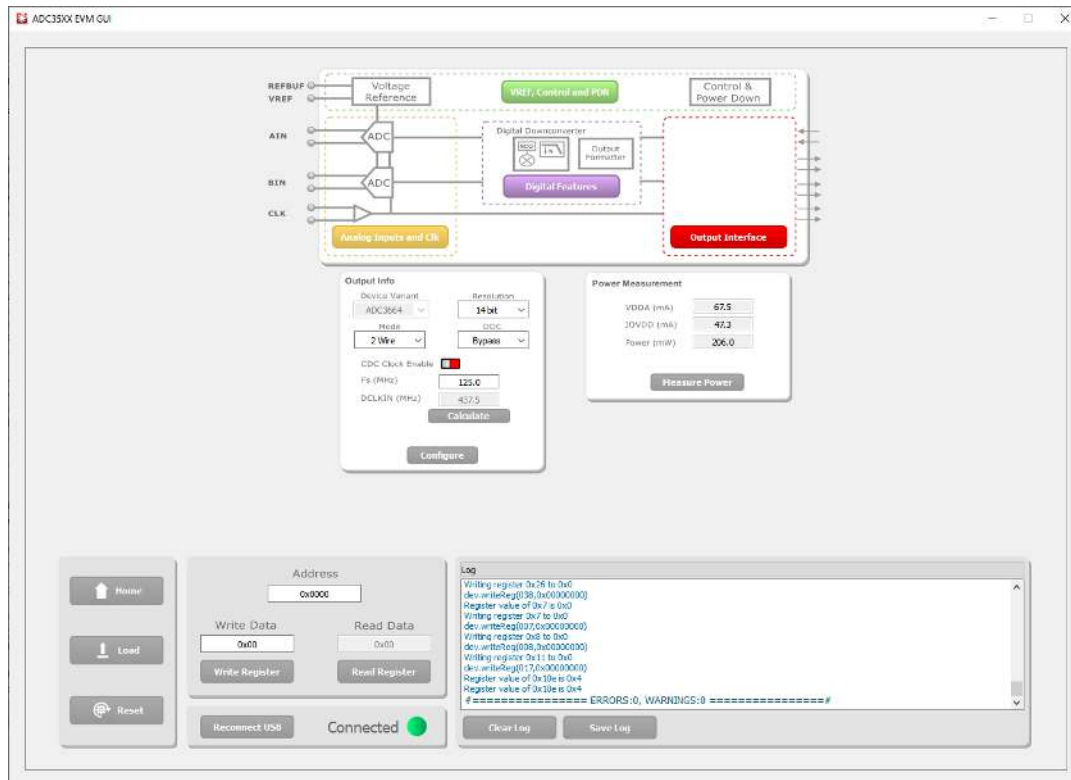 ADC35XX EVM GUI
REFBUF
VREF
Voltage
Reference
VREF, Control and PDN
Control &
Power Down
AIN
ADC
Digital Downconverter
NCO
Output
Formatter
BIN
ADC
Digital Features
CLK
Analog Inputs and Clk
Output Interface
Output Info
Device Variant
Resolution
ADC3664
14 bit
Mode
DDC
2 Wire
Bypass
CDC Clock Enable
Fs (MHz)
125.0
DCLKIN (MHz)
437.5
Calculate
Configure
Power Measurement
VDDA (mA)
67.5
IOVDD (mA)
47.3
Power (mW)
206.0
Measure Power
Home
Load
Reset
Address
0x0000
Write Data
Read Data
0x00
0x00
Write Register
Read Register
Reconnect USB
Connected
Log
Writing register 0x26 to 0x0
dev.writeReg(038,0x00000000)
Register value of 0x7 is 0x0
Writing register 0x7 to 0x0
dev.writeReg(007,0x00000000)
Writing register 0x8 to 0x0
dev.writeReg(008,0x00000000)
Writing register 0x11 to 0x0
dev.writeReg(017,0x00000000)
Register value of 0x10e is 0x4
Register value of 0x10e is 0x4
#================ ERRORS:0, WARNINGS:0 ================#
Clear Log
Save Log